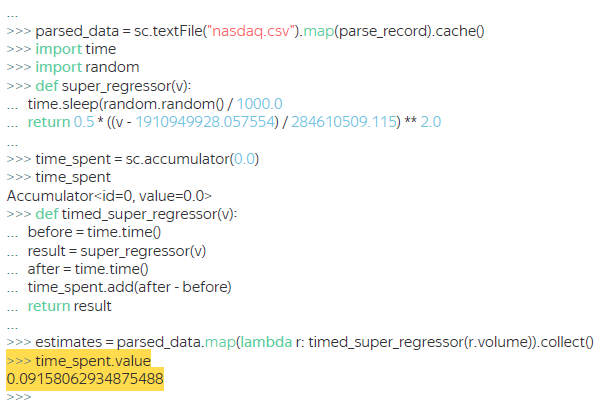 ...
>>> parsed_data = sc.textFile("nasdaq.csv").map(parse_record).cache()
>>> import time
>>> import random
>>> def super_regressor(v):
... time.sleep(random.random() / 1000.0
... return 0.5 * ((v - 1910949928.057554) / 284610509.115) ** 2.0
...
>>> time_spent = sc.accumulator(0.0)
>>> time_spent
Accumulator<id=0, value=0.0>
>>> def timed_super_regressor(v):
... before = time.time()
... result = super_regressor(v)
... after = time.time()
... time_spent.add(after - before)
... return result
...
>>> estimates = parsed_data.map(lambda r: timed_super_regressor(r.volume)).collect()
>>> time_spent.value
0.09158062934875488
>>>